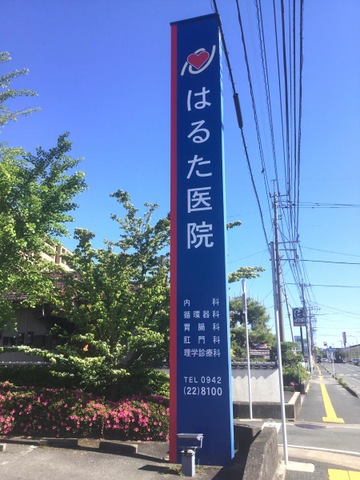 はるた医院
内科
循環器科
胃腸科
肛門科
理学診療科
TEL 0942
(22)8100